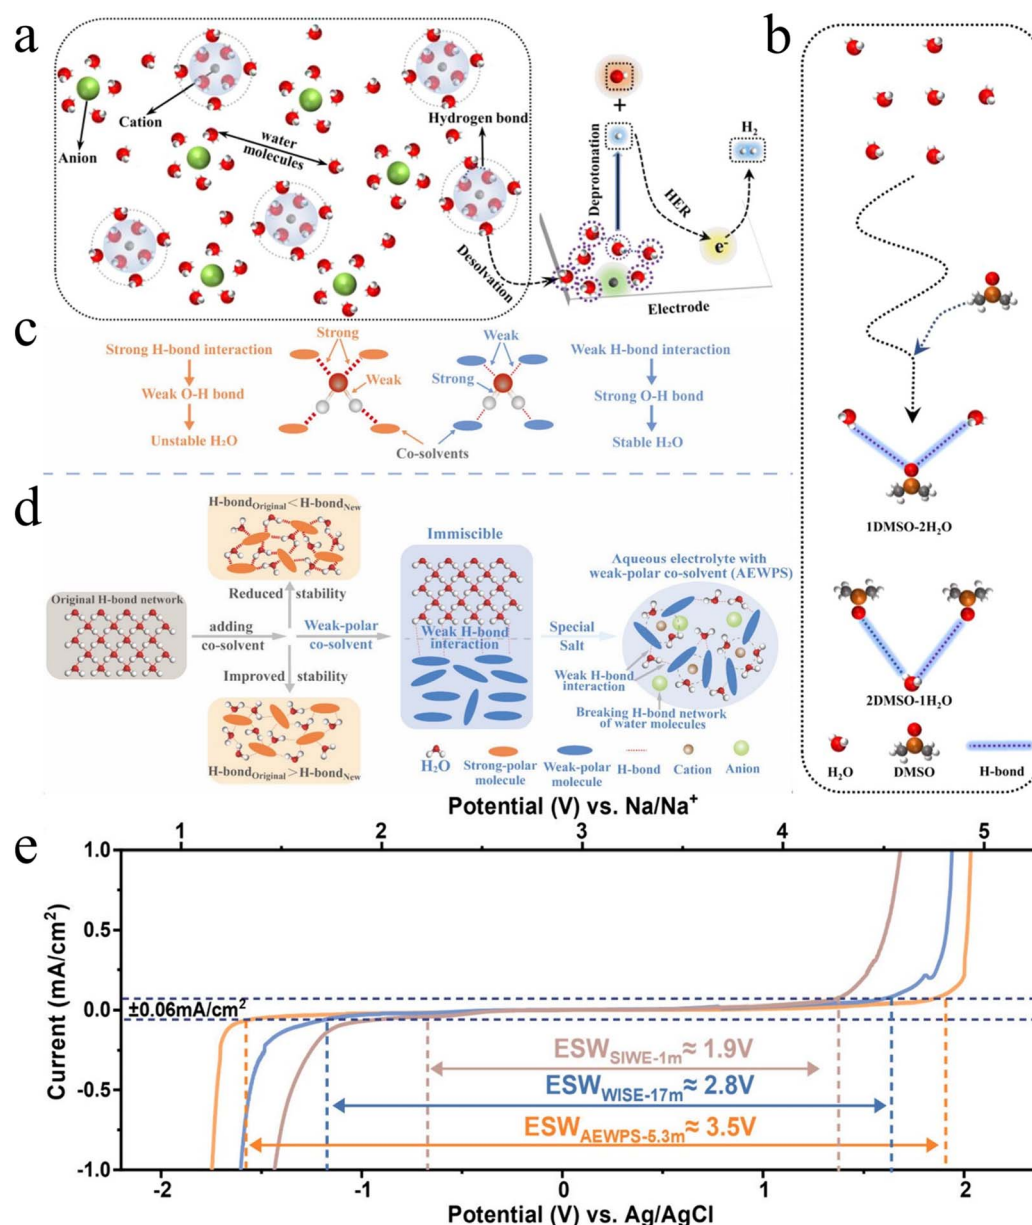 a
Cation
Anion
water
molecules
Hydrogen bond
Desolvation
Deprotonation
+
HER
H₂
e⁻
Electrode
b
1DMSO-2H₂O
2DMSO-1H₂O
H₂O
DMSO
H-bond
c
Strong H-bond interaction
Weak O-H bond
Unstable H₂O
Strong
Weak
Weak
Strong
Co-solvents
Weak H-bond interaction
Strong O-H bond
Stable H₂O
d
Original H-bond network
H-bondOriginal<H-bondNew
Reduced stability
adding
co-solvent
Improved stability
H-bondOriginal>H-bondNew
Weak-polar
co-solvent
Immiscible
Weak H-bond
interaction
Special
Salt
Aqueous electrolyte with
weak-polar co-solvent (AEWPS)
Weak H-bond
interaction
Breaking H-bond network
of water molecules
H₂O
Strong-polar
molecule
Weak-polar
molecule
H-bond
Cation
Anion
e
Potential (V) vs. Na/Na⁺
1 2 3 4 5
Current (mA/cm²)
1.0
0.5
0.0
-0.5
-1.0
±0.06mA/cm²
ESWSIWE-1m≈ 1.9V
ESWWISE-17m≈ 2.8V
ESWAEWPS-5.3m≈ 3.5V
-2 -1 0 1 2
Potential (V) vs. Ag/AgCl